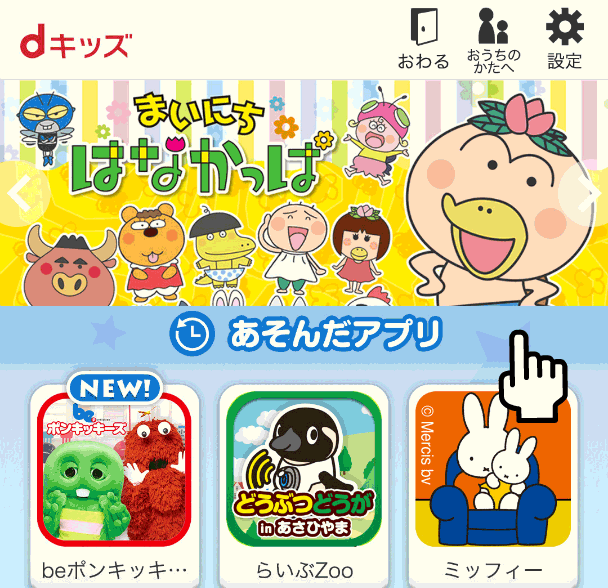 dキッズ
おわる
おうちの
かたへ
設定
まいにち
はなかっぱ
あそんだアプリ
NEW!
be
ポンキッキーズ
どうぶつどうが
in あさひやま
© Mercis bv
beポンキッキ…
らいぶZoo
ミッフィー